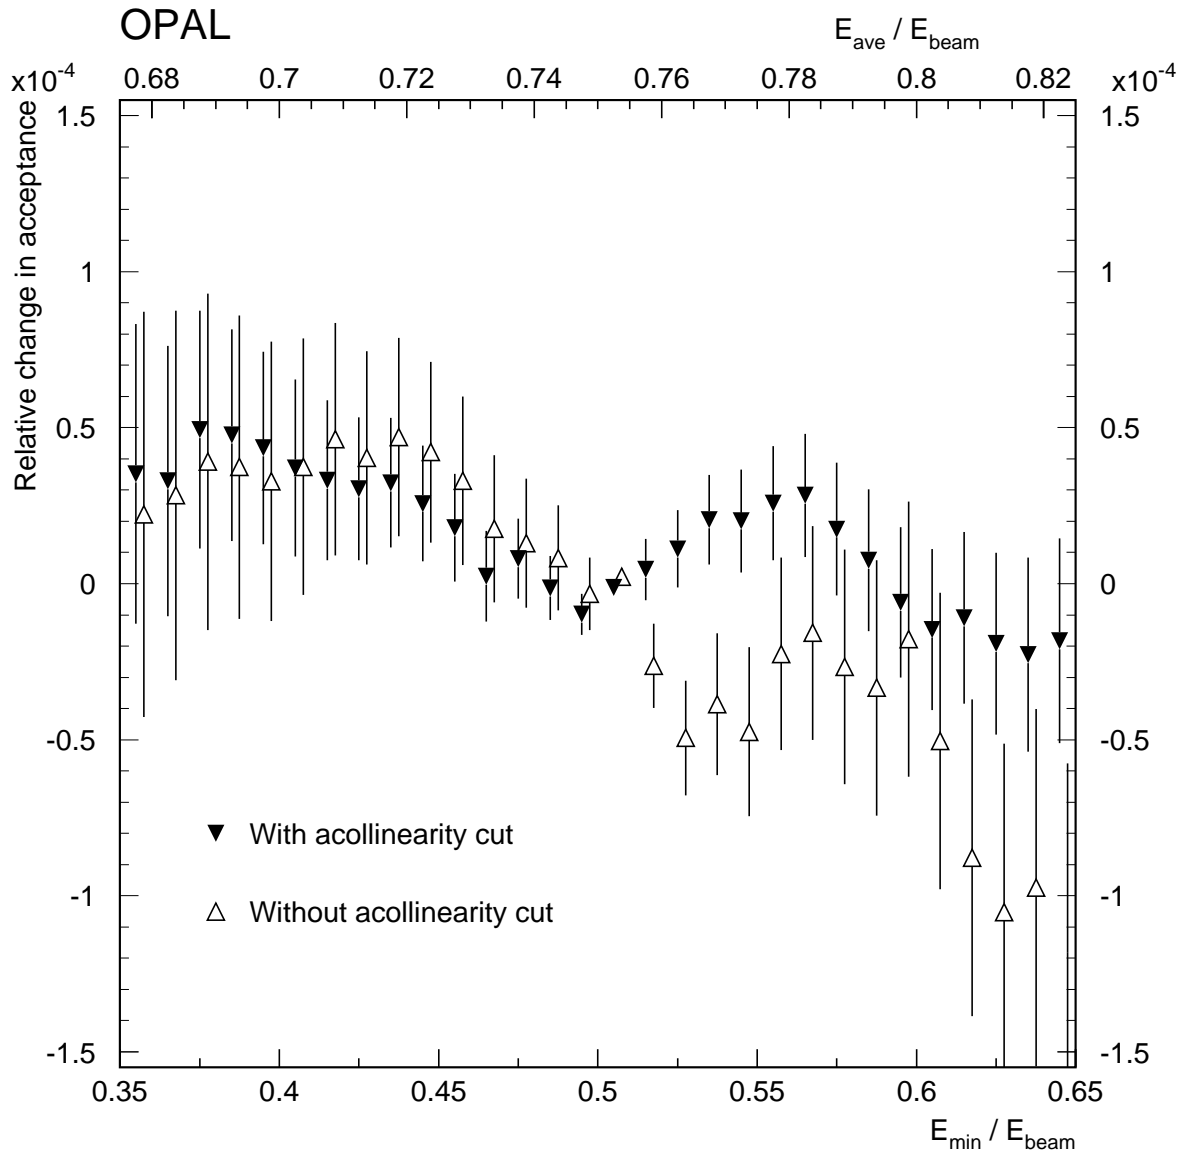 OPAL
E_ave / E_beam
x10^-4 0.68 0.7 0.72 0.74 0.76 0.78 0.8 0.82 x10^-4
Relative change in acceptance
1.5 1.5
1 1
0.5 0.5
0 0
-0.5 -0.5
With acollinearity cut
-1 -1
Without acollinearity cut
-1.5 -1.5
0.35 0.4 0.45 0.5 0.55 0.6 0.65
E_min / E_beam